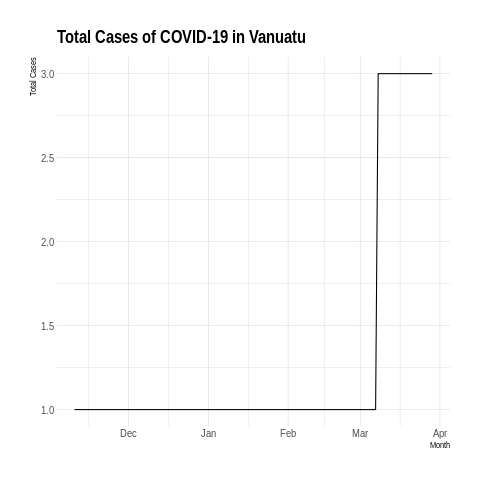 Total Cases of COVID-19 in Vanuatu
Total Cases
3.0
2.5
2.0
1.5
1.0
Dec Jan Feb Mar Apr
Month